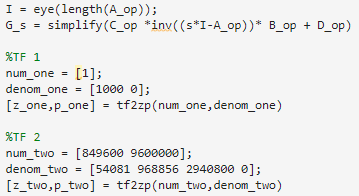 I = eye(length(A_op));
G_s = simplify(C_op *inv((s*I-A_op))* B_op + D_op)
%TF 1
num_one = [1];
denom_one = [1000 0];
[z_one,p_one] = tf2zp(num_one,denom_one)
%TF 2
num_two = [849600 9600000];
denom_two = [54081 968856 2940800 0];
[z_two,p_two] = tf2zp(num_two,denom_two)